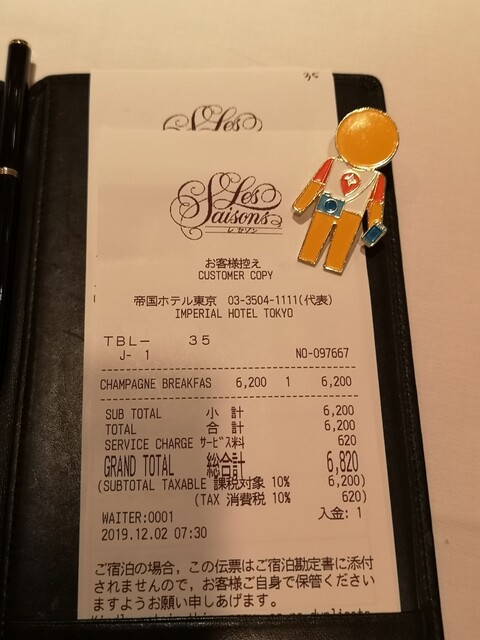 35
Les
Les
Saisons
レ セゾン
お客様控え
CUSTOMER COPY
帝国ホテル東京 03-3504-1111(代表)
IMPERIAL HOTEL TOKYO
TBL- 35
J- 1 NO-097667
CHAMPAGNE BREAKFAS 6,200 1 6,200
SUB TOTAL 小 計 6,200
TOTAL 合 計 6,200
SERVICE CHARGE サービス料 620
GRAND TOTAL 総合計 6,820
(SUBTOTAL TAXABLE 課税対象 10% 6,200)
(TAX 消費税 10% 620)
WAITER:0001 入金: 1
2019.12.02 07:30
ご宿泊の場合，この伝票はご宿泊勘定書に添付
されませんので，お客様ご自身で保管ください
ますようお願い申しあげます。